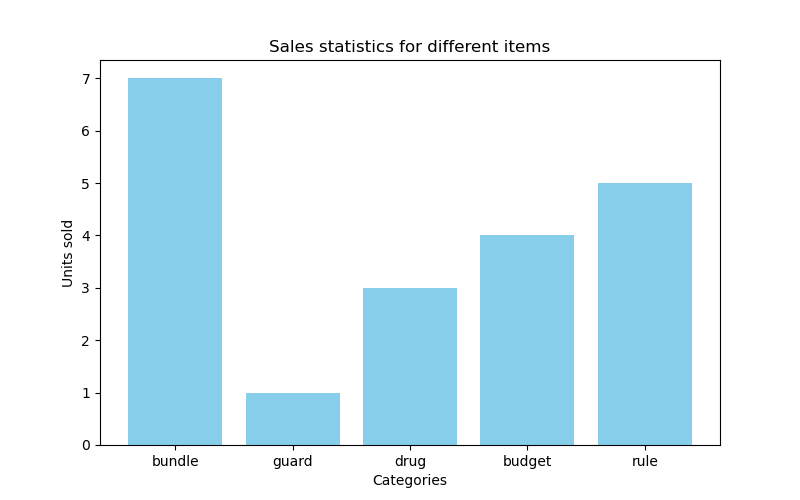 Sales statistics for different items
Units sold
7
6
5
4
3
2
1
0
bundle guard drug budget rule
Categories